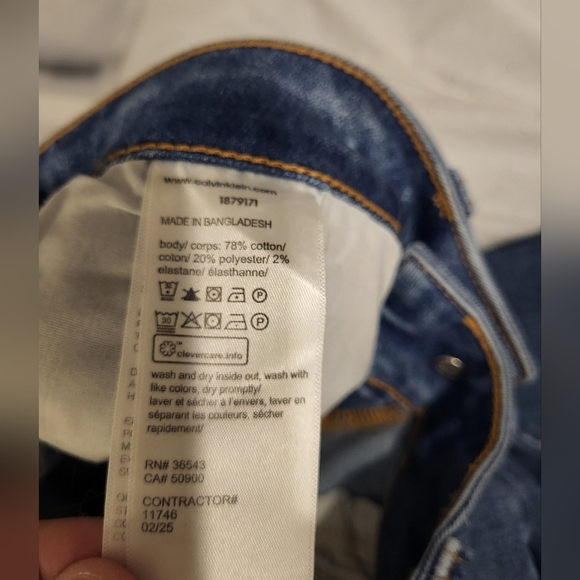 www.calvinklein.com
1879171
MADE IN BANGLADESH
body/ corps: 78% cotton/
coton/ 20% polyester/ 2%
elastane/ élasthanne/
P
30 P
clevercare.info
wash and dry inside out, wash with
like colors, dry promptly/
laver et sécher à l'envers, laver en
séparant les couleurs, sécher
rapidement/
RN# 36543
CA# 50900
CONTRACTOR#
11746
02/25